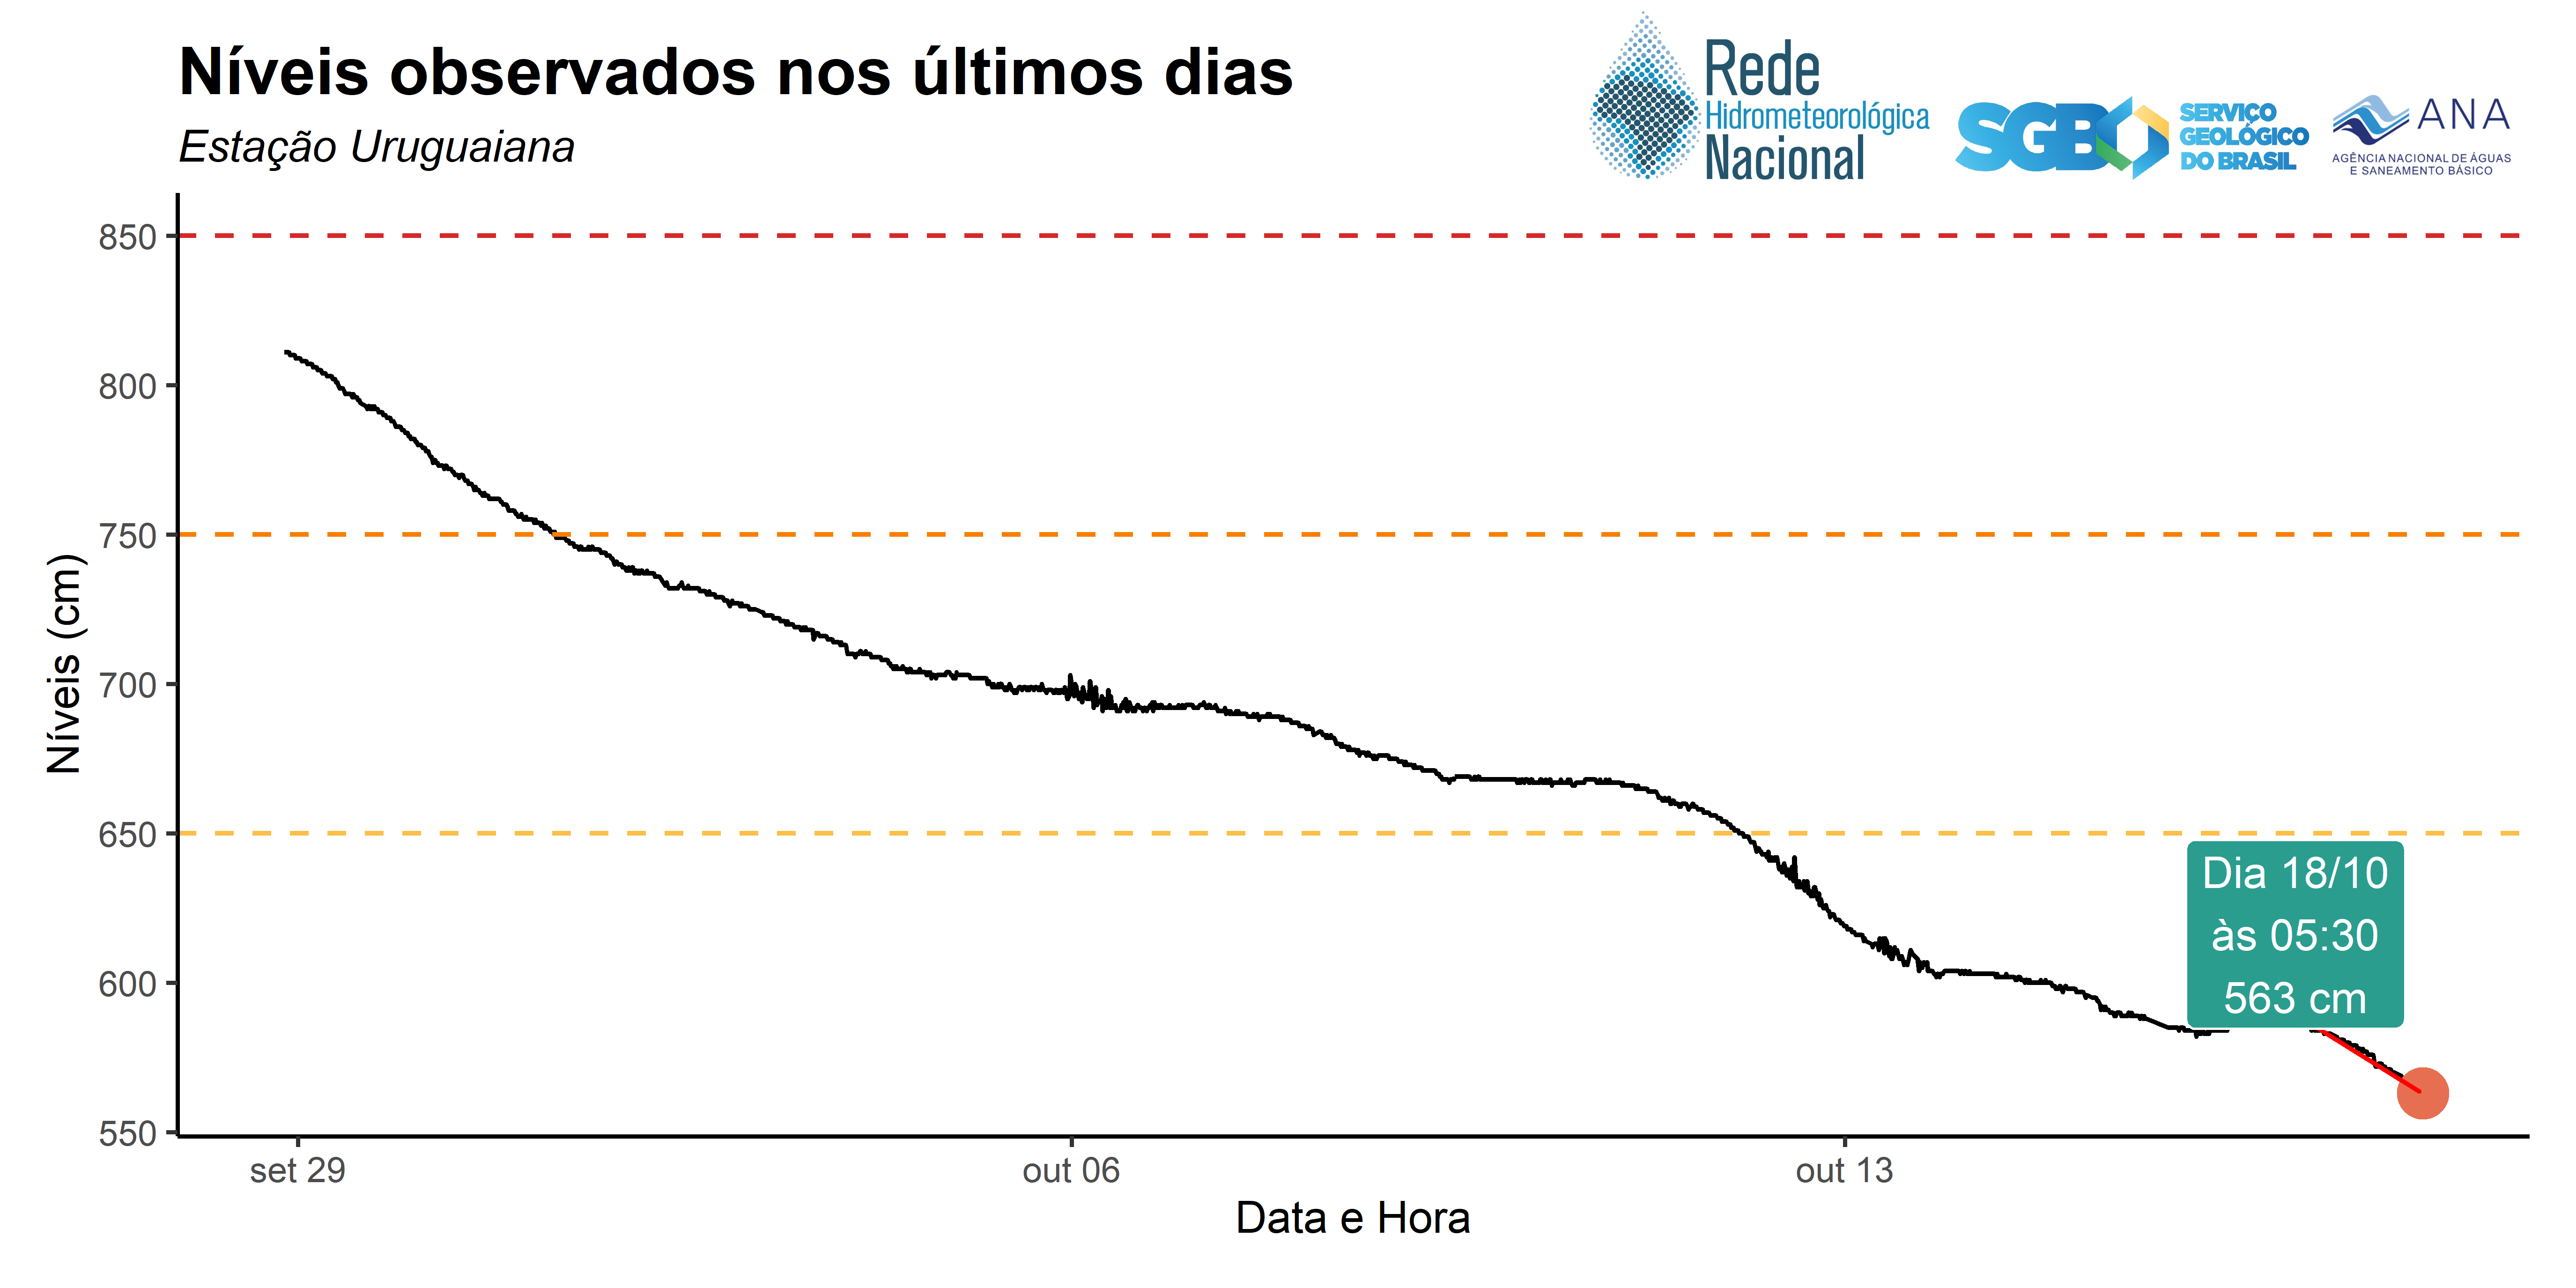 Níveis observados nos últimos dias
Estação Uruguaiana
Rede
Hidrometeorológica
Nacional
SGB
SERVIÇO
GEOLÓGICO
DO BRASIL
ANA
AGÊNCIA NACIONAL DE ÁGUAS
E SANEAMENTO BÁSICO
Níveis (cm)
850
800
750
700
650
600
550
Dia 18/10
às 05:30
563 cm
set 29
out 06
out 13
Data e Hora